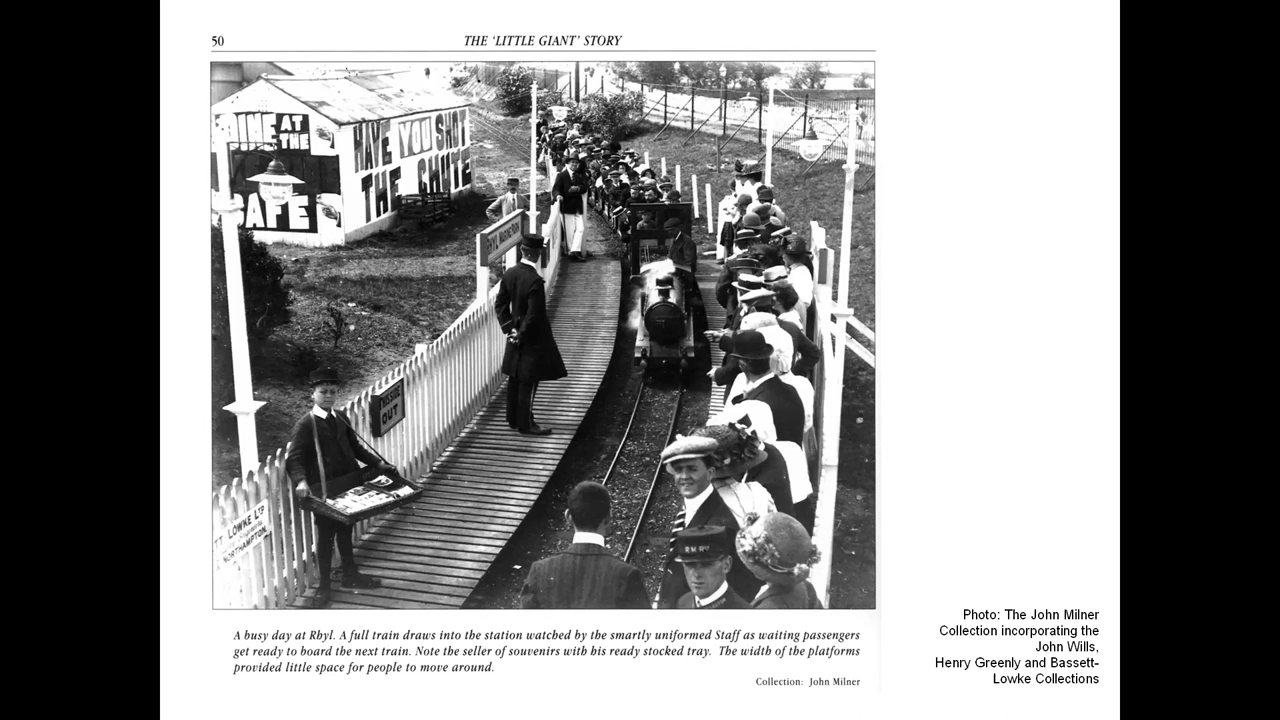 50
THE 'LITTLE GIANT' STORY
AT
THE
CAFE
HAVE YOU SHOT
THE CHUTE
THIS SIDE
OUT
TT LOWKE LTD
NORTHAMPTON.
R M Ry
A busy day at Rhyl. A full train draws into the station watched by the smartly uniformed Staff as waiting passengers
get ready to board the next train. Note the seller of souvenirs with his ready stocked tray. The width of the platforms
provided little space for people to move around.
Collection: John Milner
Photo: The John Milner
Collection incorporating the
John Wills,
Henry Greenly and Bassett-
Lowke Collections